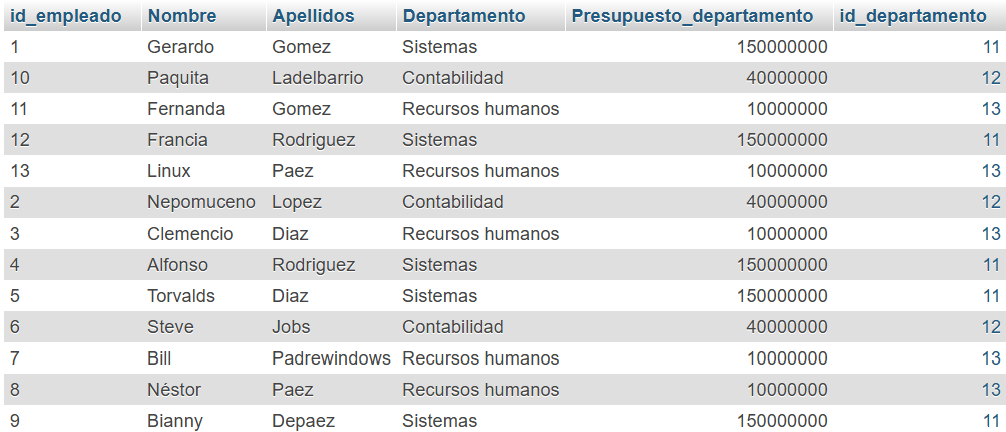 id_empleado Nombre Apellidos Departamento Presupuesto_departamento id_departamento
1 Gerardo Gomez Sistemas 150000000 11
10 Paquita Ladelbarrio Contabilidad 40000000 12
11 Fernanda Gomez Recursos humanos 10000000 13
12 Francia Rodriguez Sistemas 150000000 11
13 Linux Paez Recursos humanos 10000000 13
2 Nepomuceno Lopez Contabilidad 40000000 12
3 Clemencio Diaz Recursos humanos 10000000 13
4 Alfonso Rodriguez Sistemas 150000000 11
5 Torvalds Diaz Sistemas 150000000 11
6 Steve Jobs Contabilidad 40000000 12
7 Bill Padrewindows Recursos humanos 10000000 13
8 Néstor Paez Recursos humanos 10000000 13
9 Bianny Depaez Sistemas 150000000 11